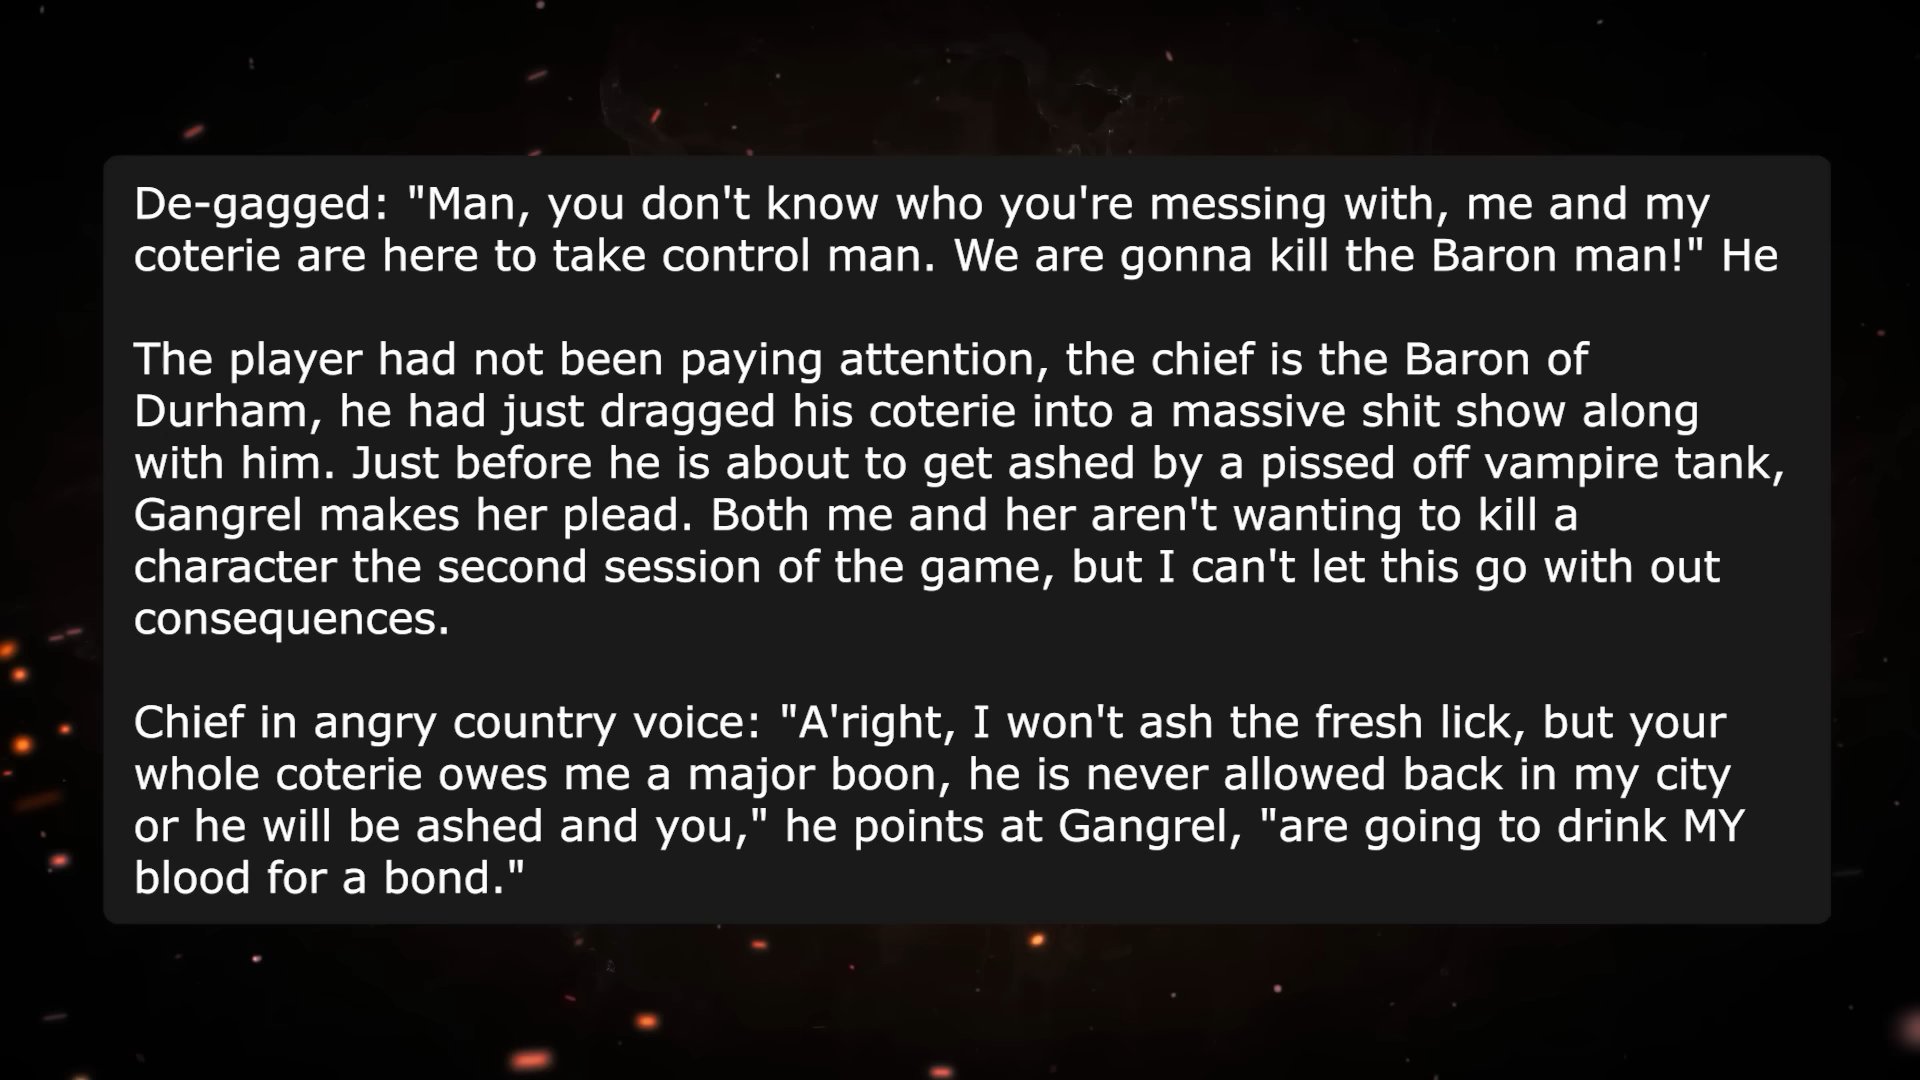 De-gagged: "Man, you don't know who you're messing with, me and my
coterie are here to take control man. We are gonna kill the Baron man!" He
The player had not been paying attention, the chief is the Baron of
Durham, he had just dragged his coterie into a massive shit show along
with him. Just before he is about to get ashed by a pissed off vampire tank,
Gangrel makes her plead. Both me and her aren't wanting to kill a
character the second session of the game, but I can't let this go with out
consequences.
Chief in angry country voice: "A'right, I won't ash the fresh lick, but your
whole coterie owes me a major boon, he is never allowed back in my city
or he will be ashed and you," he points at Gangrel, "are going to drink MY
blood for a bond."